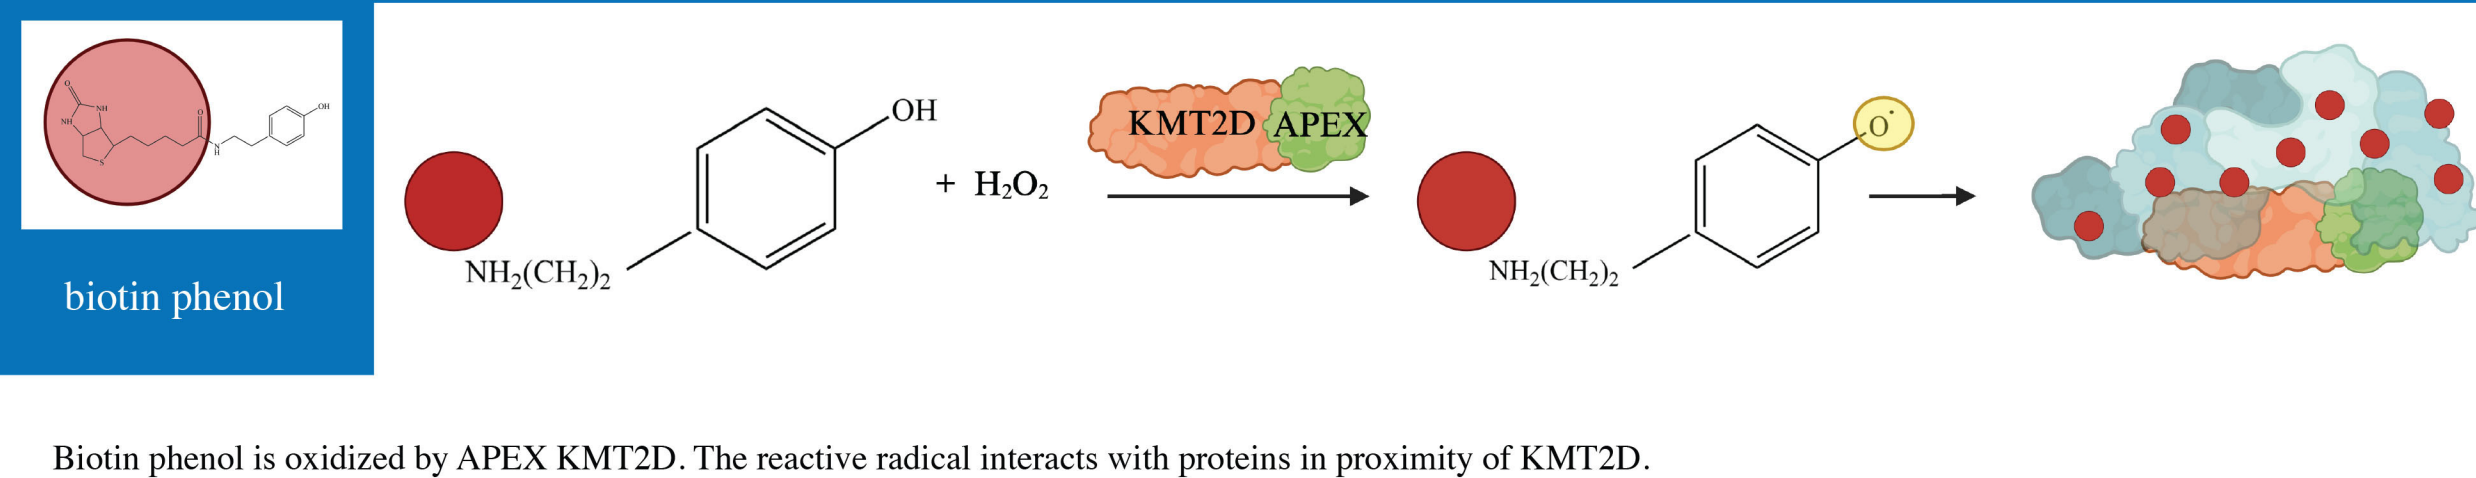 O
NH
NH
S
O
N
H
OH
biotin phenol
OH
NH₂(CH₂)₂
+ H₂O₂
KMT2D APEX
O•
NH₂(CH₂)₂
Biotin phenol is oxidized by APEX KMT2D. The reactive radical interacts with proteins in proximity of KMT2D.